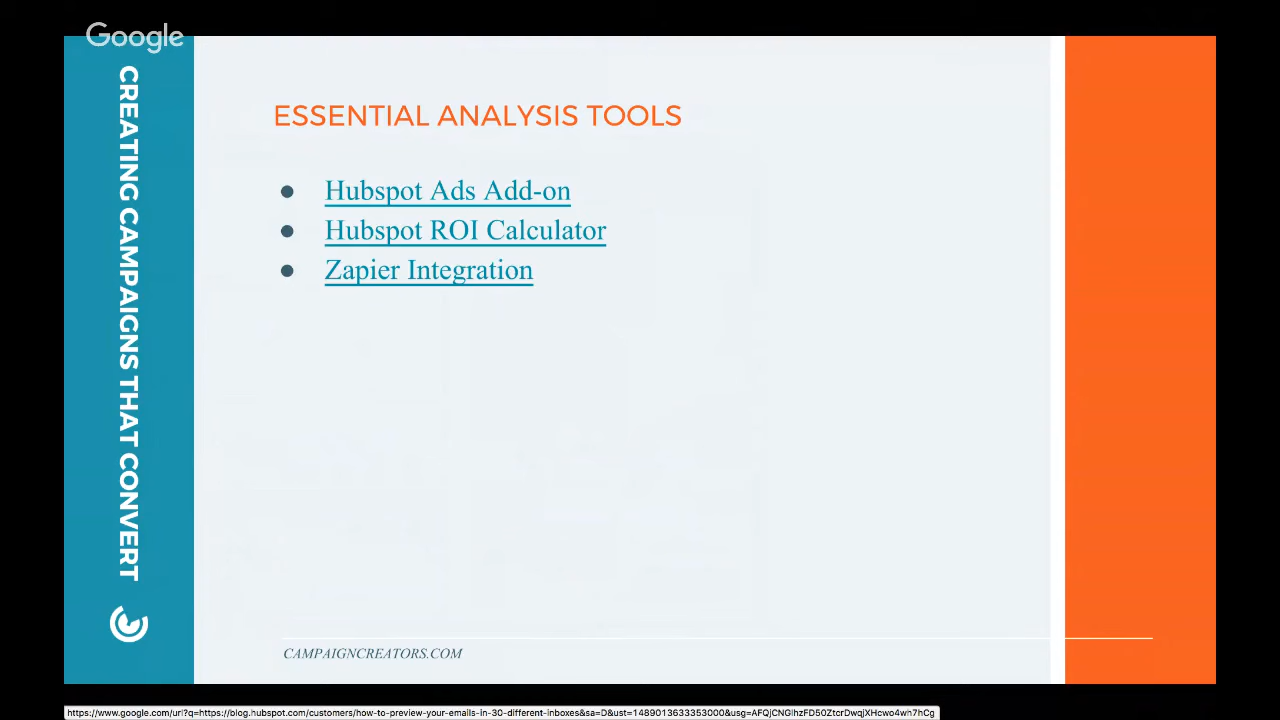 Google
CREATING CAMPAIGNS THAT CONVERT
ESSENTIAL ANALYSIS TOOLS
● Hubspot Ads Add-on
● Hubspot ROI Calculator
● Zapier Integration
CAMPAIGNCREATORS.COM
https://www.google.com/url?q=https://blog.hubspot.com/customers/how-to-preview-your-emails-in-30-different-inboxes&sa=D&ust=1489013633353000&usg=AFQjCNGlhzFD50ZtcrDwqjXHcwo4wh7hCg